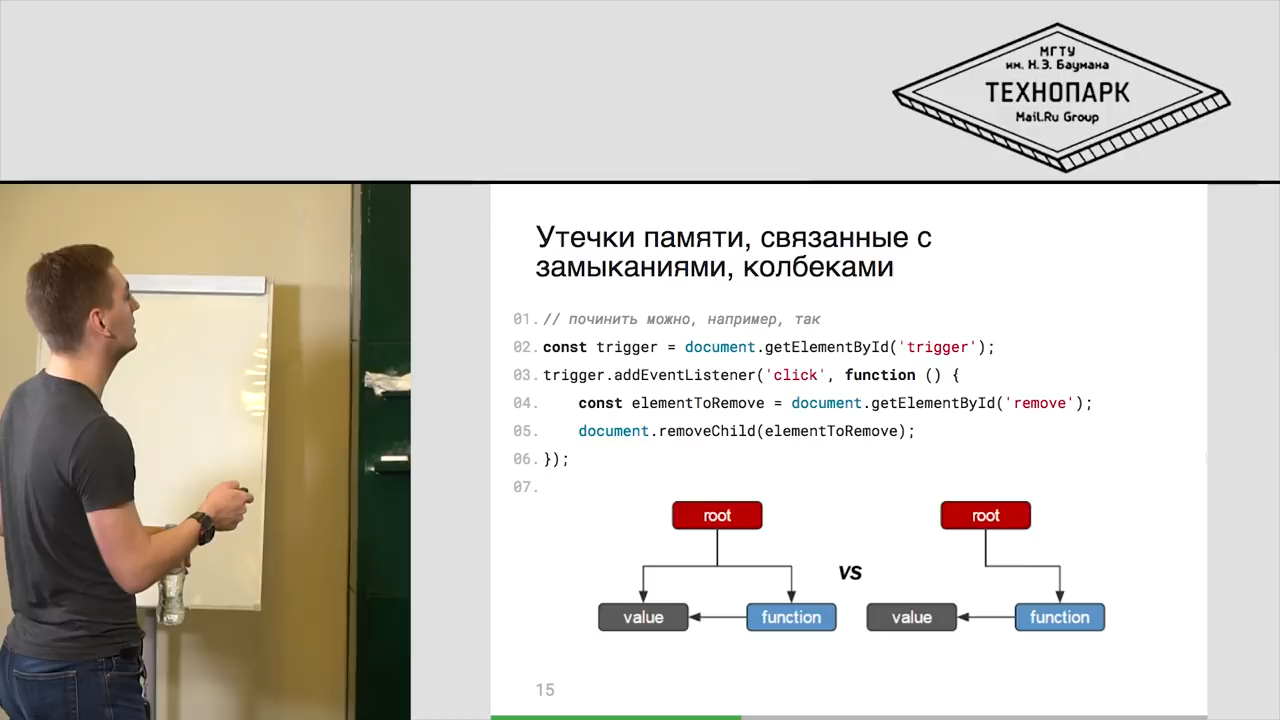 МГТУ
им. Н.Э. Баумана
ТЕХНОПАРК
Mail.Ru Group
Утечки памяти, связанные с
замыканиями, колбеками
01. // починить можно, например, так
02. const trigger = document.getElementById('trigger');
03. trigger.addEventListener('click', function () {
04. const elementToRemove = document.getElementById('remove');
05. document.removeChild(elementToRemove);
06. });
07.
root root
vs
value function value function
15